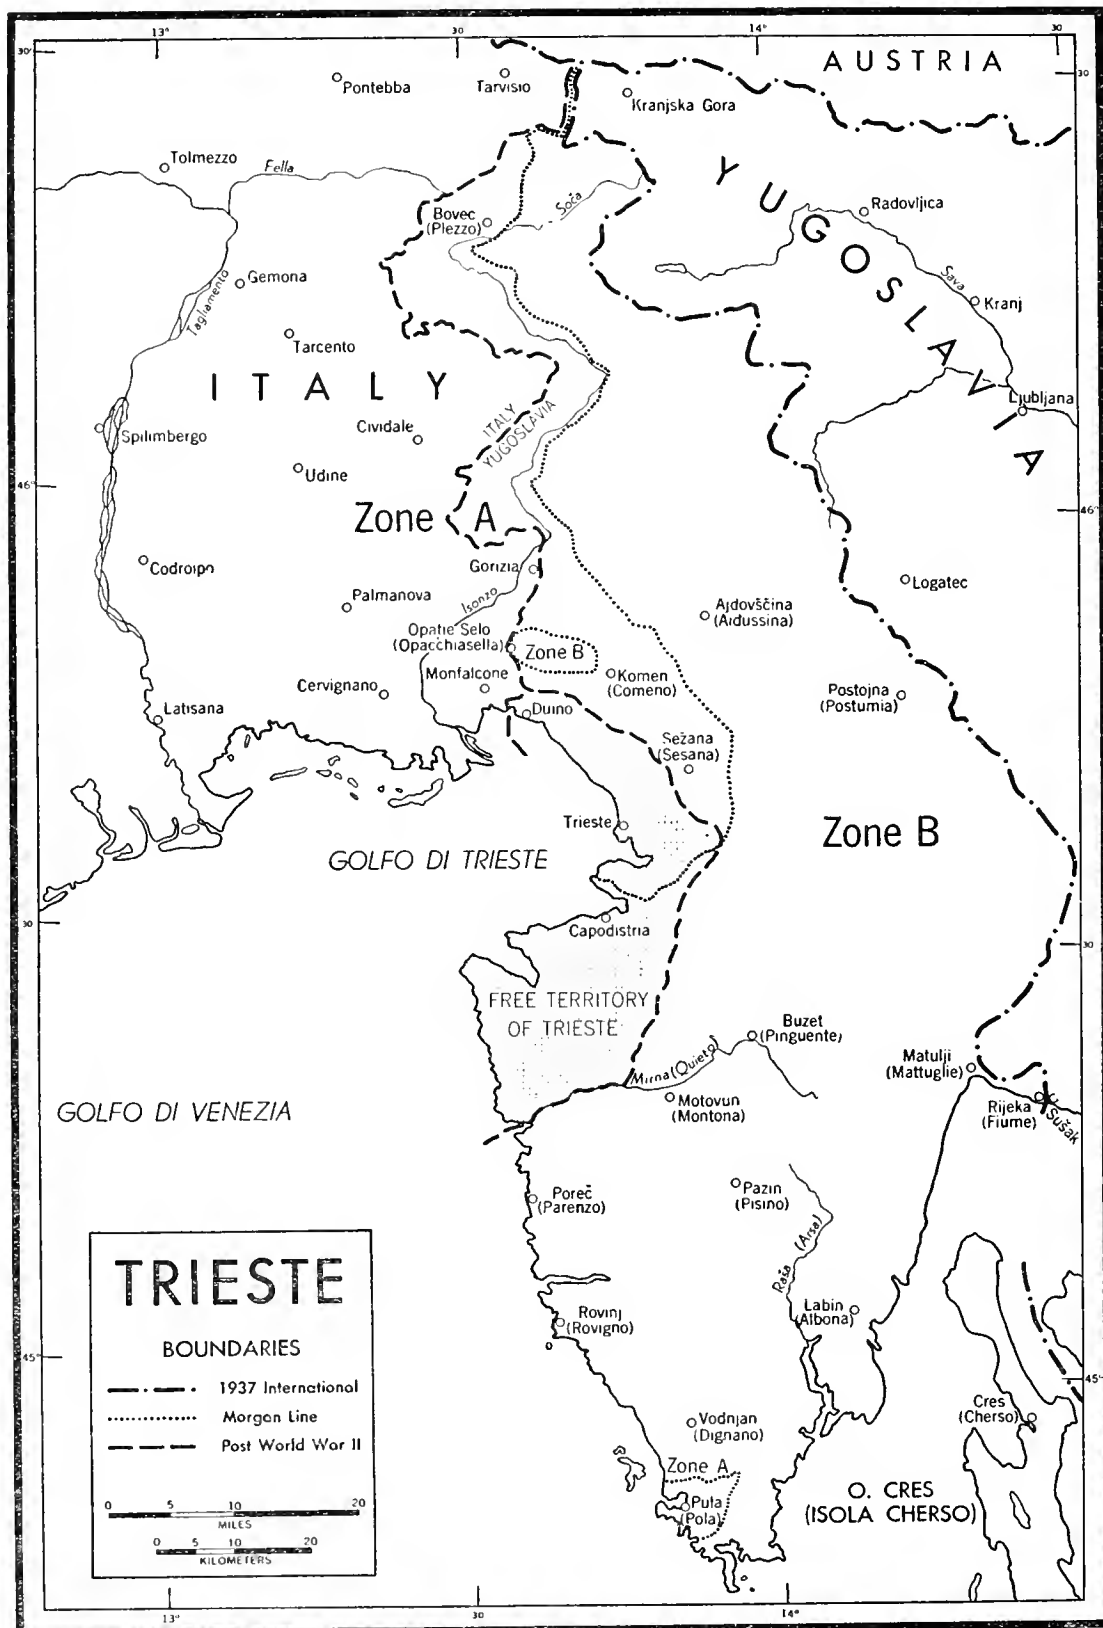 13°
30
14°
30
30'
30
AUSTRIA
Pontebba
Tarvisio
Kranjska Gora
YUGOSLAVIA
Tolmezzo
Fella
Soča
Bovec
(Plezzo)
Radovljica
Gemona
Tagliamento
Sava
Kranj
Tarcento
ITALY
Ljubljana
Spilimbergo
Cividale
ITALY
YUGOSLAVIA
Udine
46°
46°
Zone A
Codroipo
Gorizia
Logatec
Palmanova
Isonzo
Ajdovščina
(Aidussina)
Opatje Selo
(Opacchiasella)
Zone B
Cervignano
Monfalcone
Komen
(Comeno)
Postojna
(Postumia)
Latisana
Duino
Sežana
(Sesana)
Trieste
Zone B
GOLFO DI TRIESTE
30
30
Capodistria
FREE TERRITORY
OF TRIESTE
Buzet
(Pinguente)
Mirna (Quieto)
Matulji
(Mattuglie)
GOLFO DI VENEZIA
Motovun
(Montona)
Rijeka
(Fiume)
Sušak
Poreč
(Parenzo)
Pazin
(Pisino)
Raša (Arsa)
Rovinj
(Rovigno)
Labin
(Albona)
45°
45°
Cres
(Cherso)
Vodnjan
(Dignano)
Zone A
Pula
(Pola)
O. CRES
(ISOLA CHERSO)
TRIESTE
BOUNDARIES
1937 International
Morgan Line
Post World War II
0 5 10 20
MILES
0 5 10 20
KILOMETERS
13°
30
14°